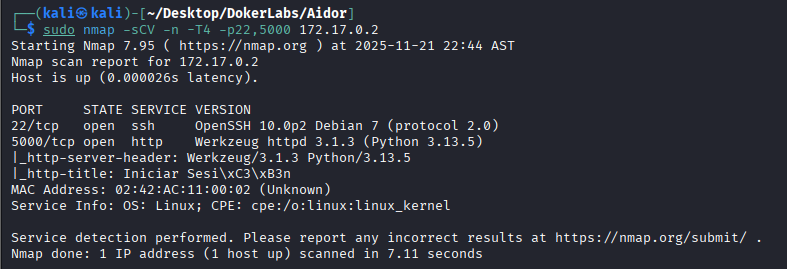 ┌──(kali㉿kali)-[~/Desktop/DokerLabs/Aidor]
└─$ sudo nmap -sCV -n -T4 -p22,5000 172.17.0.2
Starting Nmap 7.95 ( https://nmap.org ) at 2025-11-21 22:44 AST
Nmap scan report for 172.17.0.2
Host is up (0.000026s latency).

PORT     STATE SERVICE VERSION
22/tcp   open  ssh     OpenSSH 10.0p2 Debian 7 (protocol 2.0)
5000/tcp open  http    Werkzeug httpd 3.1.3 (Python 3.13.5)
|_http-server-header: Werkzeug/3.1.3 Python/3.13.5
|_http-title: Iniciar Sesi\xC3\xB3n
MAC Address: 02:42:AC:11:00:02 (Unknown)
Service Info: OS: Linux; CPE: cpe:/o:linux:linux_kernel

Service detection performed. Please report any incorrect results at https://nmap.org/submit/ .
Nmap done: 1 IP address (1 host up) scanned in 7.11 seconds